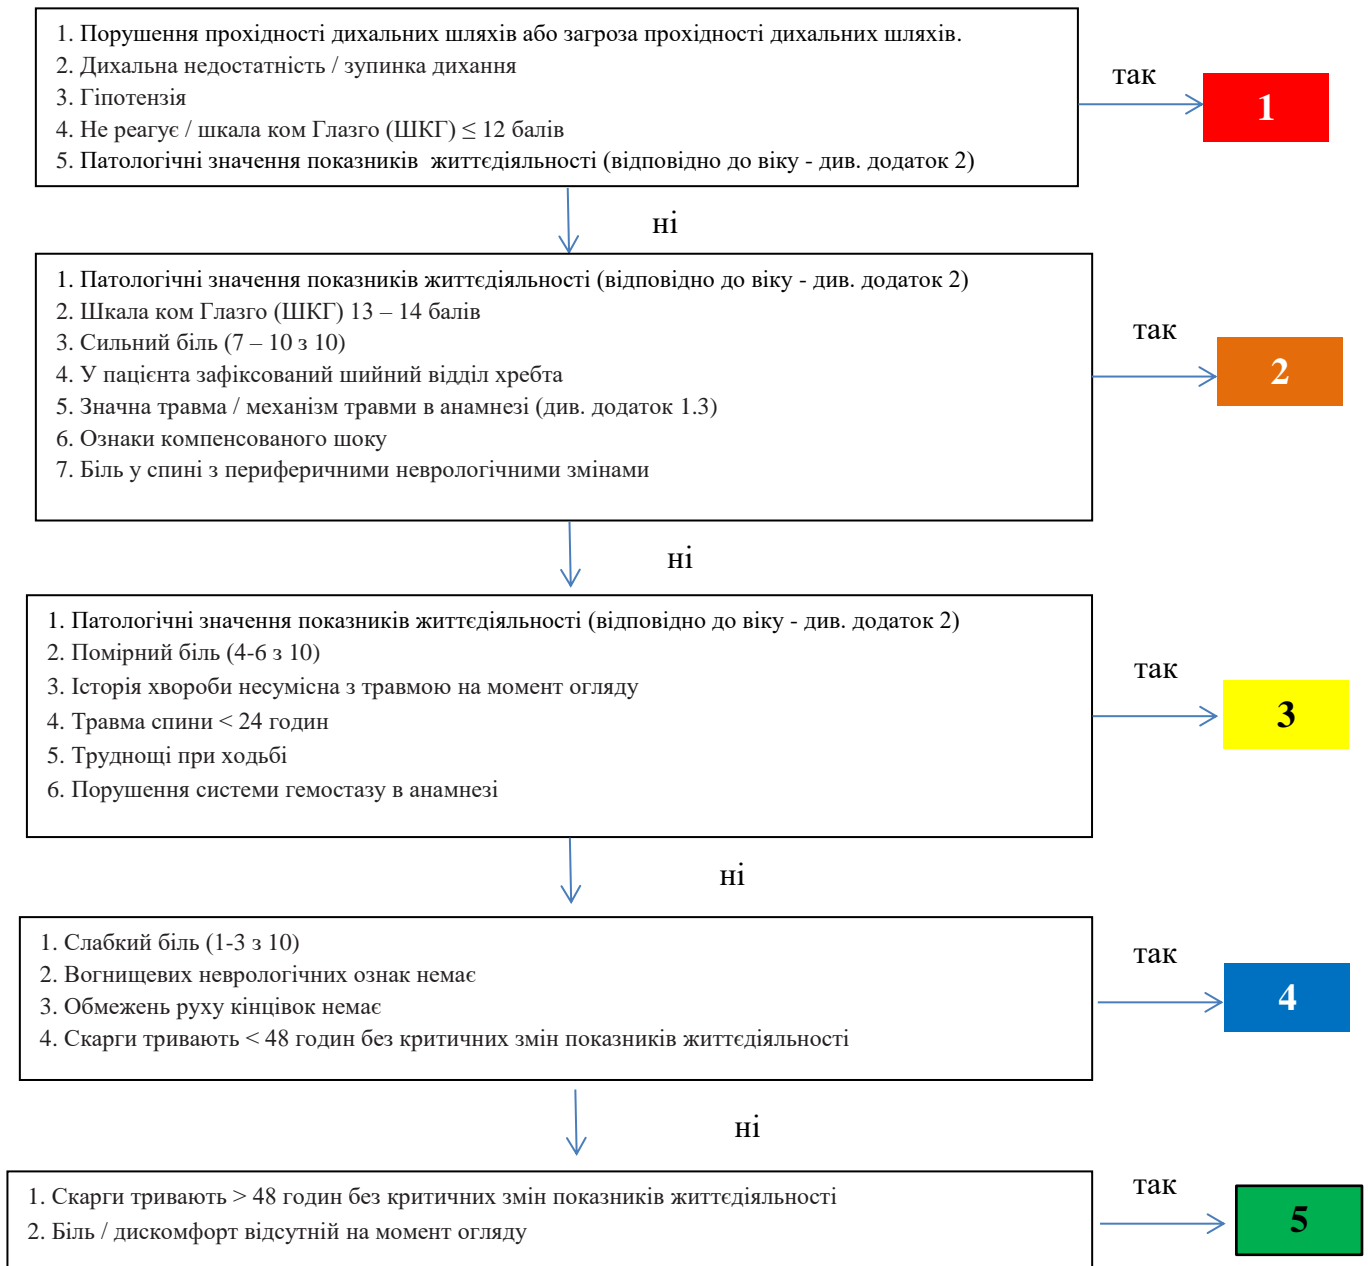 1. Порушення прохідності дихальних шляхів або загроза прохідності дихальних шляхів.
2. Дихальна недостатність / зупинка дихання
3. Гіпотензія
4. Не реагує / шкала ком Глазго (ШКГ) ≤ 12 балів
5. Патологічні значення показників життєдіяльності (відповідно до віку - див. додаток 2)
так
1
ні
1. Патологічні значення показників життєдіяльності (відповідно до віку - див. додаток 2)
2. Шкала ком Глазго (ШКГ) 13 – 14 балів
3. Сильний біль (7 – 10 з 10)
4. У пацієнта зафіксований шийний відділ хребта
5. Значна травма / механізм травми в анамнезі (див. додаток 1.3)
6. Ознаки компенсованого шоку
7. Біль у спині з периферичними неврологічними змінами
так
2
ні
1. Патологічні значення показників життєдіяльності (відповідно до віку - див. додаток 2)
2. Помірний біль (4-6 з 10)
3. Історія хвороби несумісна з травмою на момент огляду
4. Травма спини < 24 годин
5. Труднощі при ходьбі
6. Порушення системи гемостазу в анамнезі
так
3
ні
1. Слабкий біль (1-3 з 10)
2. Вогнищевих неврологічних ознак немає
3. Обмежень руху кінцівок немає
4. Скарги тривають < 48 годин без критичних змін показників життєдіяльності
так
4
ні
1. Скарги тривають > 48 годин без критичних змін показників життєдіяльності
2. Біль / дискомфорт відсутній на момент огляду
так
5